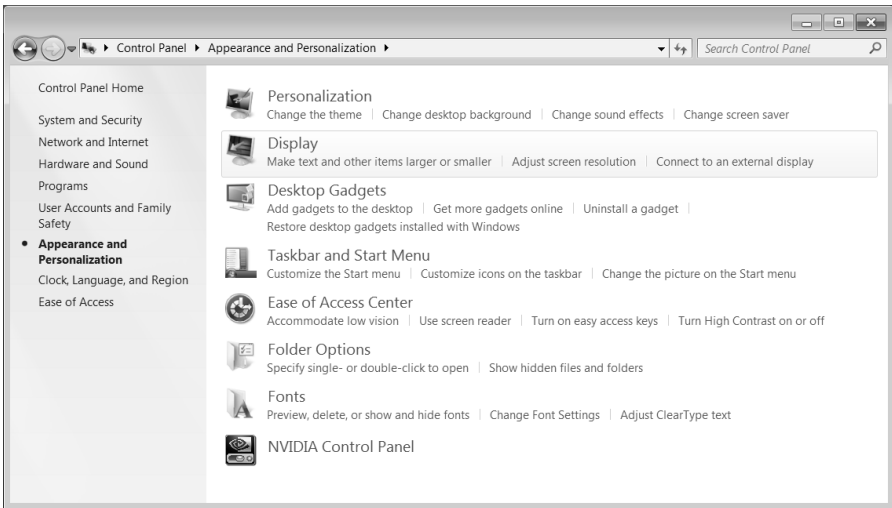 Control Panel Appearance and Personalization Search Control Panel
Control Panel Home
System and Security
Network and Internet
Hardware and Sound
Programs
User Accounts and Family
Safety
Appearance and
Personalization
Clock, Language, and Region
Ease of Access
Personalization
Change the theme Change desktop background Change sound effects Change screen saver
Display
Make text and other items larger or smaller Adjust screen resolution Connect to an external display
Desktop Gadgets
Add gadgets to the desktop Get more gadgets online Uninstall a gadget
Restore desktop gadgets installed with Windows
Taskbar and Start Menu
Customize the Start menu Customize icons on the taskbar Change the picture on the Start menu
Ease of Access Center
Accommodate low vision Use screen reader Turn on easy access keys Turn High Contrast on or off
Folder Options
Specify single- or double-click to open Show hidden files and folders
Fonts
Preview, delete, or show and hide fonts Change Font Settings Adjust ClearType text
NVIDIA Control Panel